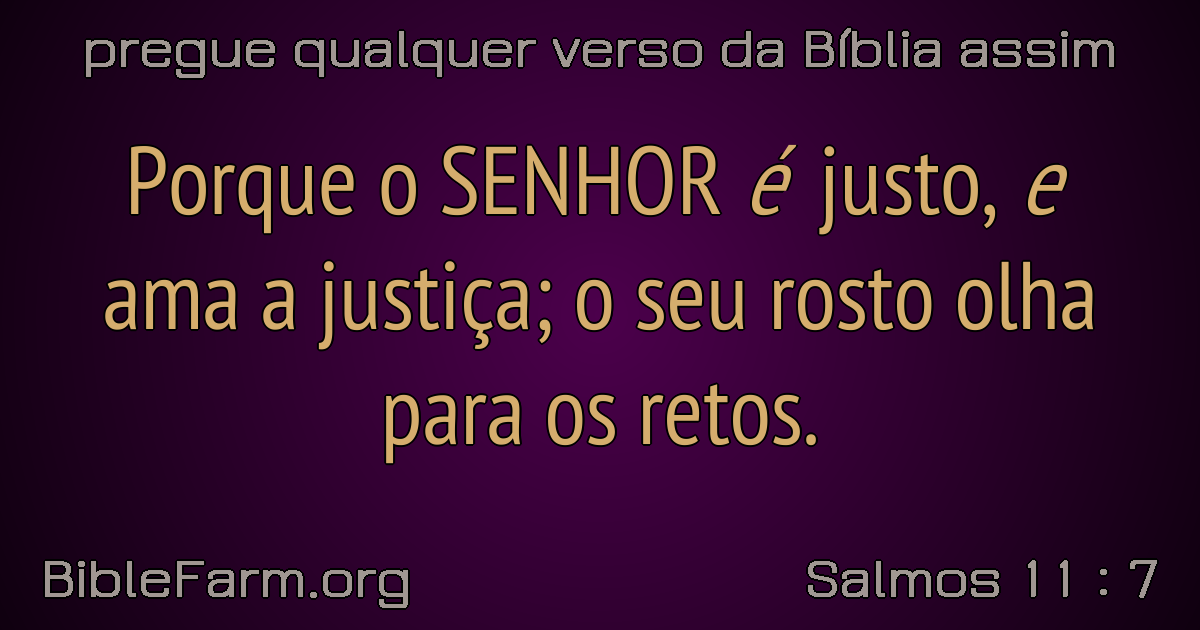 pregue qualquer verso da Bíblia assim
Porque o SENHOR é justo, e
ama a justiça; o seu rosto olha
para os retos.
BibleFarm.org
Salmos 11 : 7